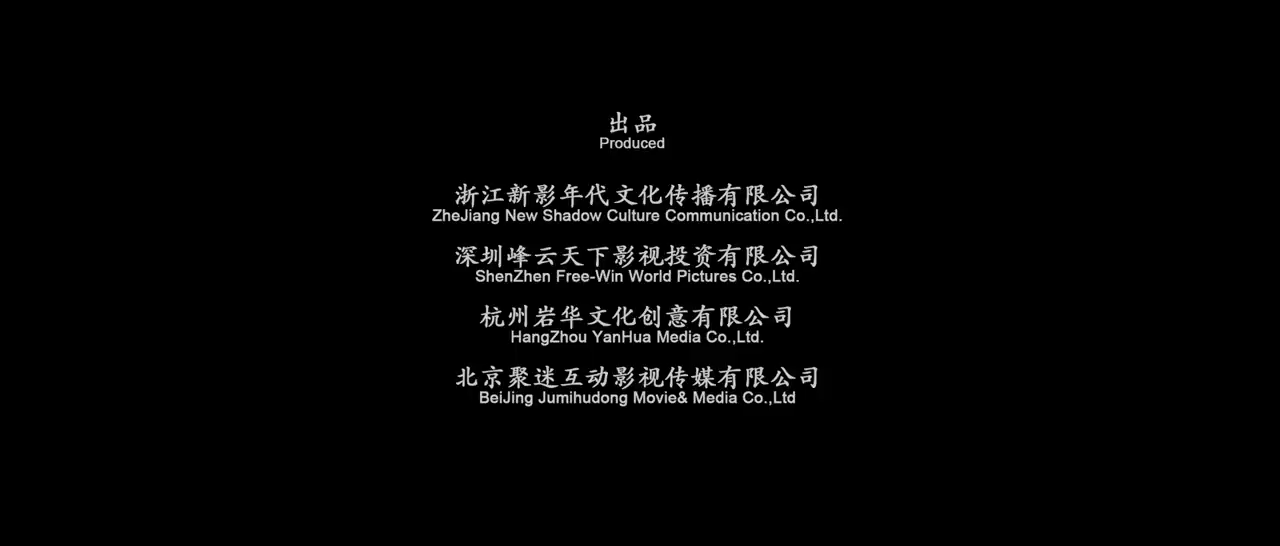 出品
Produced
浙江新影年代文化传播有限公司
ZheJiang New Shadow Culture Communication Co.,Ltd.
深圳峰云天下影视投资有限公司
ShenZhen Free-Win World Pictures Co.,Ltd.
杭州岩华文化创意有限公司
HangZhou YanHua Media Co.,Ltd.
北京聚迷互动影视传媒有限公司
BeiJing Jumihudong Movie& Media Co.,Ltd